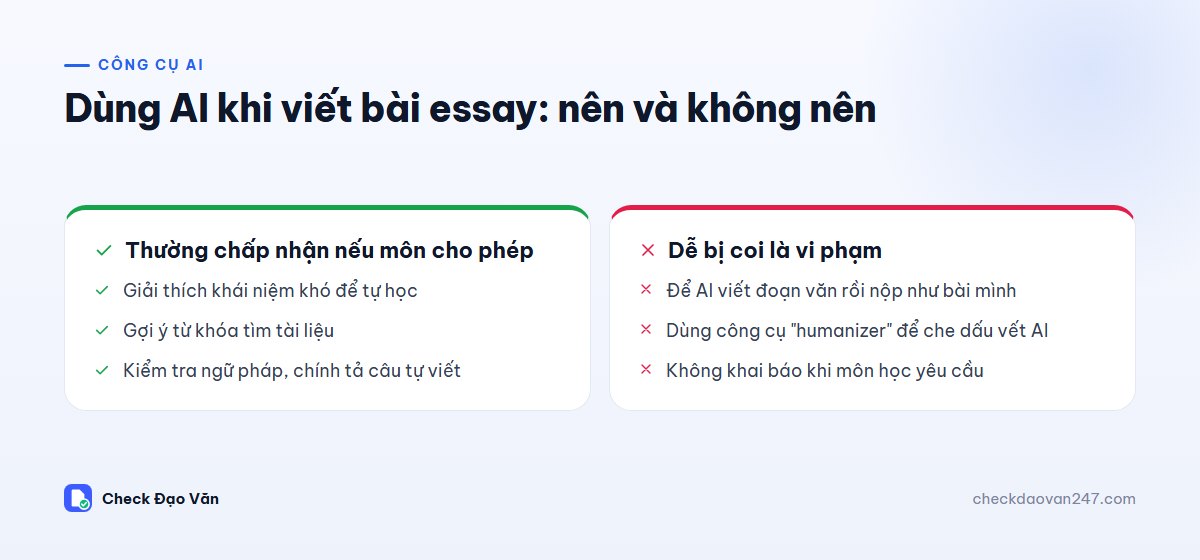 CÔNG CỤ AI
Dùng AI khi viết bài essay: nên và không nên
Thường chấp nhận nếu môn cho phép
Giải thích khái niệm khó để tự học
Gợi ý từ khóa tìm tài liệu
Kiểm tra ngữ pháp, chính tả câu tự viết
Dễ bị coi là vi phạm
Để AI viết đoạn văn rồi nộp như bài mình
Dùng công cụ "humanizer" để che dấu vết AI
Không khai báo khi môn học yêu cầu
Check Đạo Văn
checkdaovan247.com